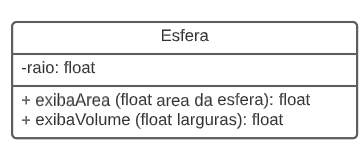 Esfera
-raio: float
+ exibaArea (float area da esfera): float
+ exibaVolume (float larguras): float